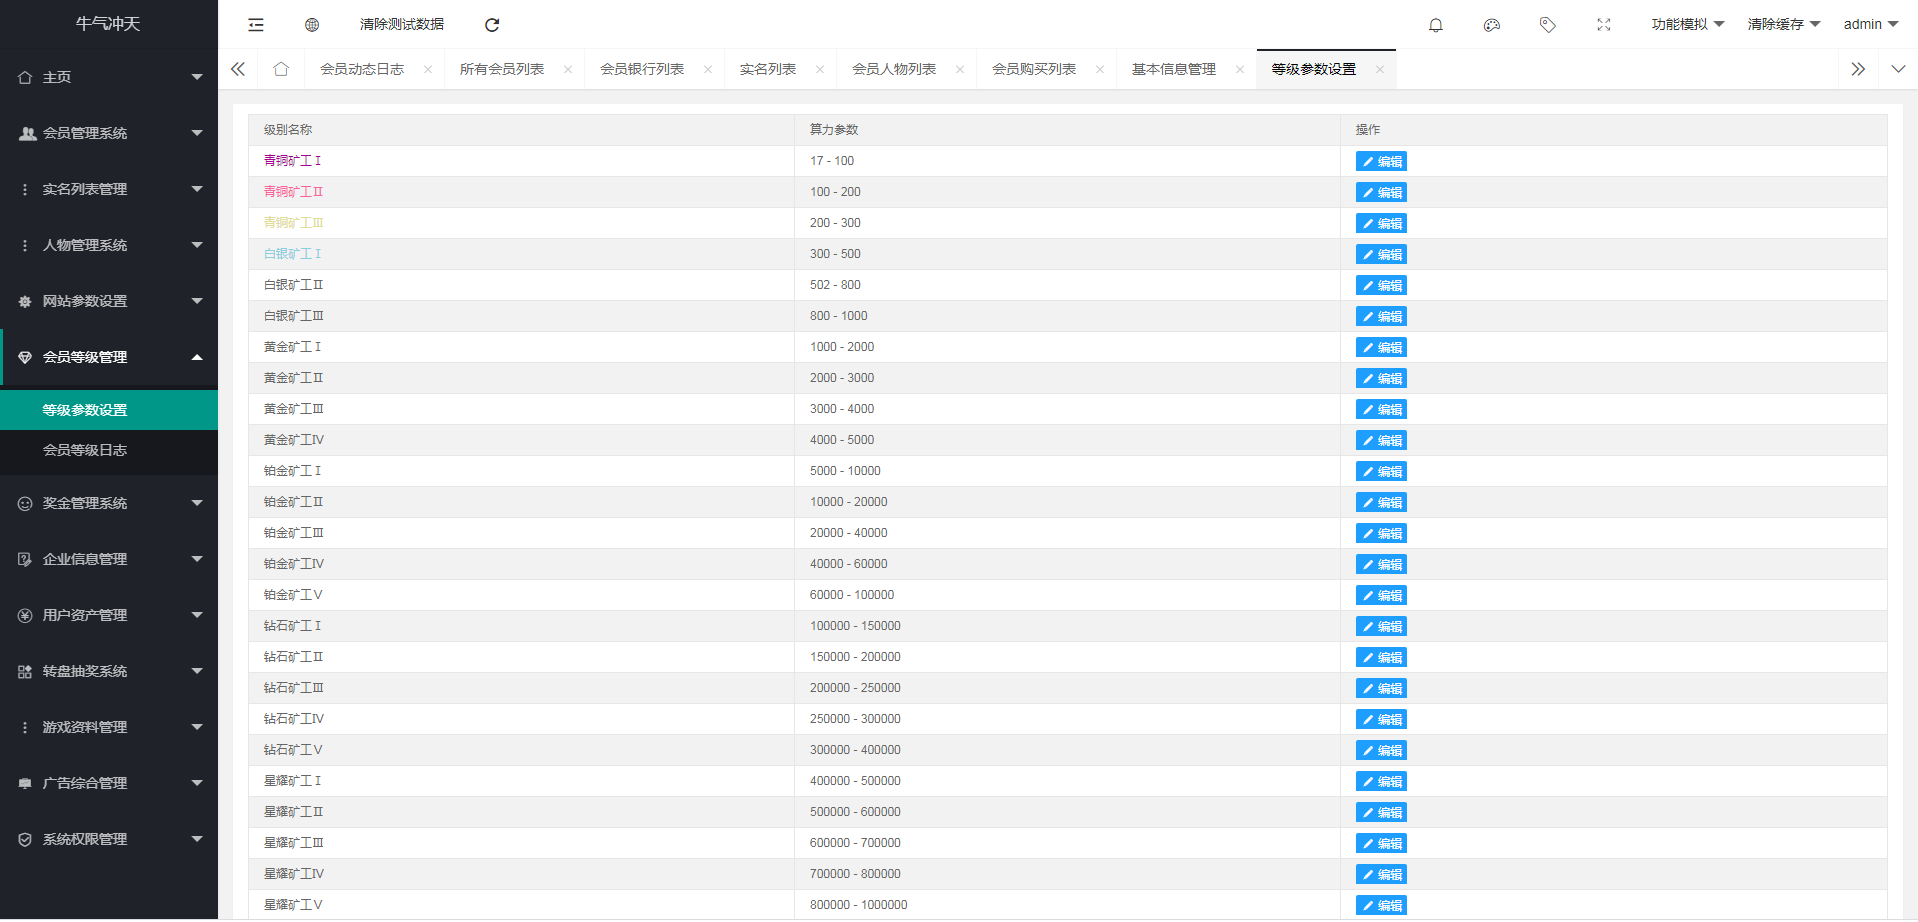 牛气冲天
清除测试数据
功能模拟 清除缓存 admin
会员动态日志 所有会员列表 会员银行列表 实名列表 会员人物列表 会员购买列表 基本信息管理 等级参数设置
主页
会员管理系统
实名列表管理
人物管理系统
网站参数设置
会员等级管理
等级参数设置
会员等级日志
奖金管理系统
企业信息管理
用户资产管理
转盘抽奖系统
游戏资料管理
广告综合管理
系统权限管理
级别名称 算力参数 操作
青铜矿工Ⅰ 17 - 100 编辑
青铜矿工Ⅱ 100 - 200 编辑
青铜矿工Ⅲ 200 - 300 编辑
白银矿工Ⅰ 300 - 500 编辑
白银矿工Ⅱ 502 - 800 编辑
白银矿工Ⅲ 800 - 1000 编辑
黄金矿工Ⅰ 1000 - 2000 编辑
黄金矿工Ⅱ 2000 - 3000 编辑
黄金矿工Ⅲ 3000 - 4000 编辑
黄金矿工Ⅳ 4000 - 5000 编辑
铂金矿工Ⅰ 5000 - 10000 编辑
铂金矿工Ⅱ 10000 - 20000 编辑
铂金矿工Ⅲ 20000 - 40000 编辑
铂金矿工Ⅳ 40000 - 60000 编辑
铂金矿工Ⅴ 60000 - 100000 编辑
钻石矿工Ⅰ 100000 - 150000 编辑
钻石矿工Ⅱ 150000 - 200000 编辑
钻石矿工Ⅲ 200000 - 250000 编辑
钻石矿工Ⅳ 250000 - 300000 编辑
钻石矿工Ⅴ 300000 - 400000 编辑
星耀矿工Ⅰ 400000 - 500000 编辑
星耀矿工Ⅱ 500000 - 600000 编辑
星耀矿工Ⅲ 600000 - 700000 编辑
星耀矿工Ⅳ 700000 - 800000 编辑
星耀矿工Ⅴ 800000 - 1000000 编辑